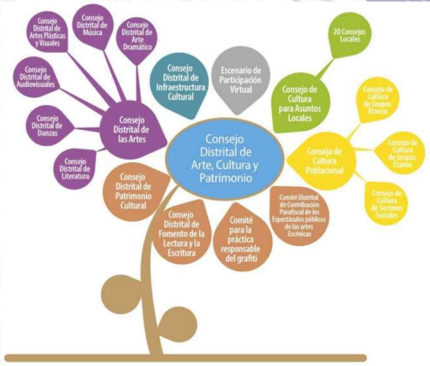 Consejo
Distrital de
Artes Plásticas
y Visuales
Consejo
Distrital de
Música
Consejo
Distrital de
Arte
Dramático
Consejo
Distrital de
Audiovisuales
Consejo
Distrital de
Danzas
Consejo
Distrital de
Literatura
Consejo
Distrital de
las Artes
Consejo
Distrital de
Infraestructura
Cultural
Escenario de
Participación
Virtual
20 Consejos
Locales
Consejo
de Cultura
para Asuntos
Locales
Consejo de
Cultura
de Grupos
Étnicos
Consejo de
Cultura
de Grupos
Etarios
Consejo de
Cultura
de Sectores
Sociales
Consejo de
Cultura
Poblacional
Consejo
Distrital de
Arte, Cultura y
Patrimonio
Consejo
Distrital de
Patrimonio
Cultural
Consejo
Distrital de
Fomento de la
Lectura y la
Escritura
Comité
para la
práctica
responsable
del grafiti
Comité Distrital
de Contribución
Parafiscal de los
Espectáculos públicos
de las artes
Escénicas